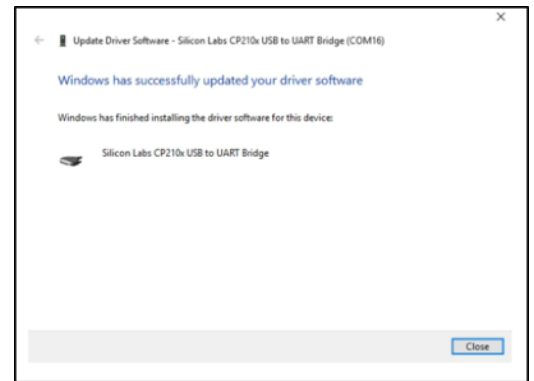 Update Driver Software - Silicon Labs CP210x USB to UART Bridge (COM16)
Windows has successfully updated your driver software
Windows has finished installing the driver software for this device:
Silicon Labs CP210x USB to UART Bridge
Close